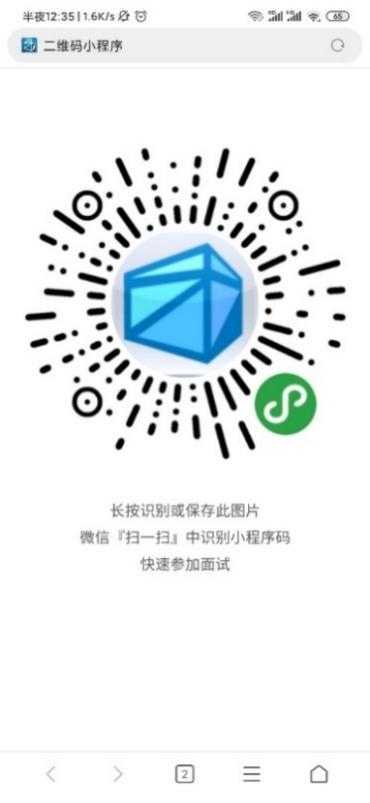 半夜12:35 | 1.6K/s
65
二维码小程序
长按识别或保存此图片
微信『扫一扫』中识别小程序码
快速参加面试
2